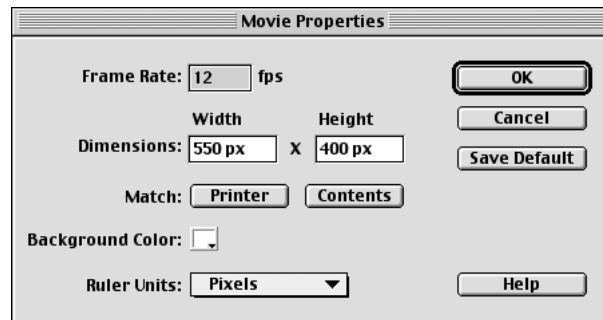 Movie Properties
Frame Rate: 12 fps
OK
Width Height
Cancel
Dimensions: 550 px X 400 px
Save Default
Match: Printer Contents
Background Color:
Ruler Units: Pixels
Help